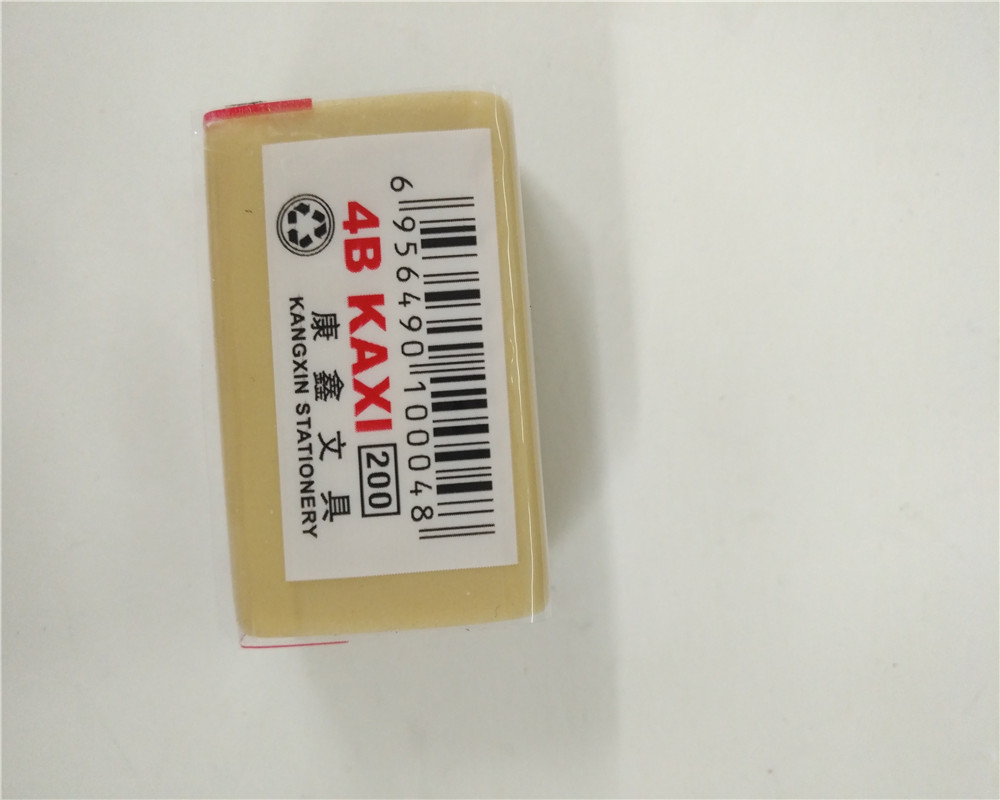 6 956490 100048
4B KAXI 200
康鑫文具
KANGXIN STATIONERY